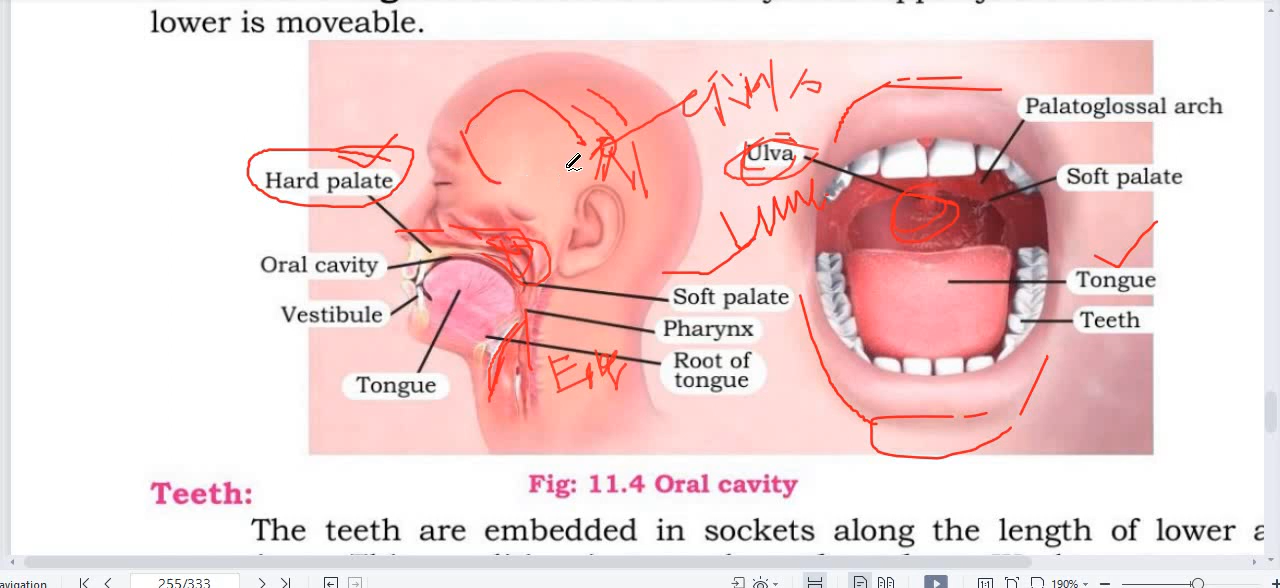 lower is moveable.
Palatoglossal arch
Ulva
Soft palate
Hard palate
Oral cavity
Tongue
Soft palate
Vestibule
Teeth
Pharynx
Root of
tongue
Tongue
Fig: 11.4 Oral cavity
Teeth:
The teeth are embedded in sockets along the length of lower
avigation
255/333
190%